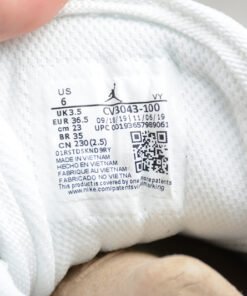 US
6 VY
UK 3.5 CV3043-100
EUR 36.5 09/18/19 11/06/19
cm 23 UPC 00193657989061
BR 35
CN 230(2.5)
MADE IN VIETNAM
HECHO EN VIETNAM
FABRIQUÉ AU VIETNAM
FABRICADO NO VIETNA
www.nike.com/patents